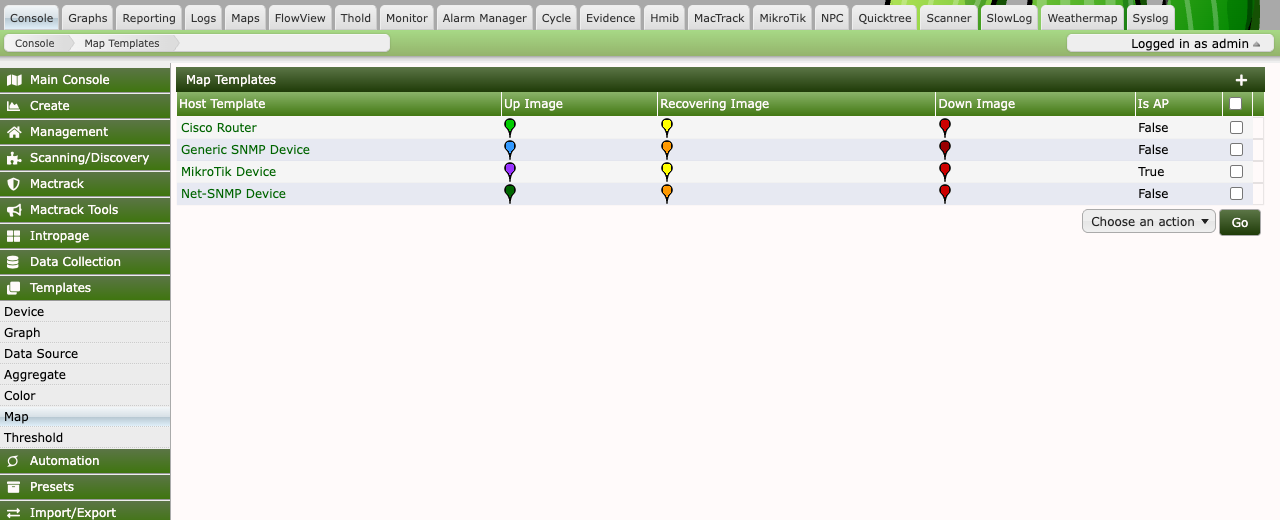 Console Graphs Reporting Logs Maps FlowView Thold Monitor Alarm Manager Cycle Evidence Hmib MacTrack MikroTik NPC Quicktree Scanner SlowLog Weathermap Syslog
Console Map Templates Logged in as admin
Main Console
Create
Management
Scanning/Discovery
Mactrack
Mactrack Tools
Intropage
Data Collection
Templates
Device
Graph
Data Source
Aggregate
Color
Map
Threshold
Automation
Presets
Import/Export
Map Templates
Host Template Up Image Recovering Image Down Image Is AP
Cisco Router False
Generic SNMP Device False
MikroTik Device True
Net-SNMP Device False
Choose an action Go